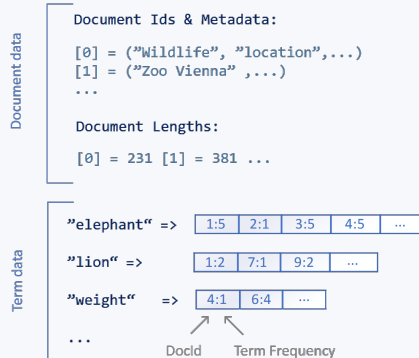 Document data
Document Ids & Metadata:
[0] = (”Wildlife”, ”location”,...)
[1] = (”Zoo Vienna” ,...)
...
Document Lengths:
[0] = 231 [1] = 381 ...
Term data
”elephant“ => 1:5 2:1 3:5 4:5 ...
”lion“ => 1:2 7:1 9:2 ...
”weight“ => 4:1 6:4 ...
...
DocId Term Frequency